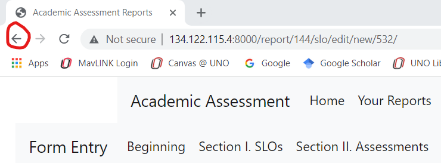 Academic Assessment Reports
Not secure 134.122.115.4:8000/report/144/slo/edit/new/532/
Apps MavLINK Login Canvas @ UNO Google Google Scholar UNO Lib
Academic Assessment Home Your Reports
Form Entry Beginning Section I. SLOs Section II. Assessments